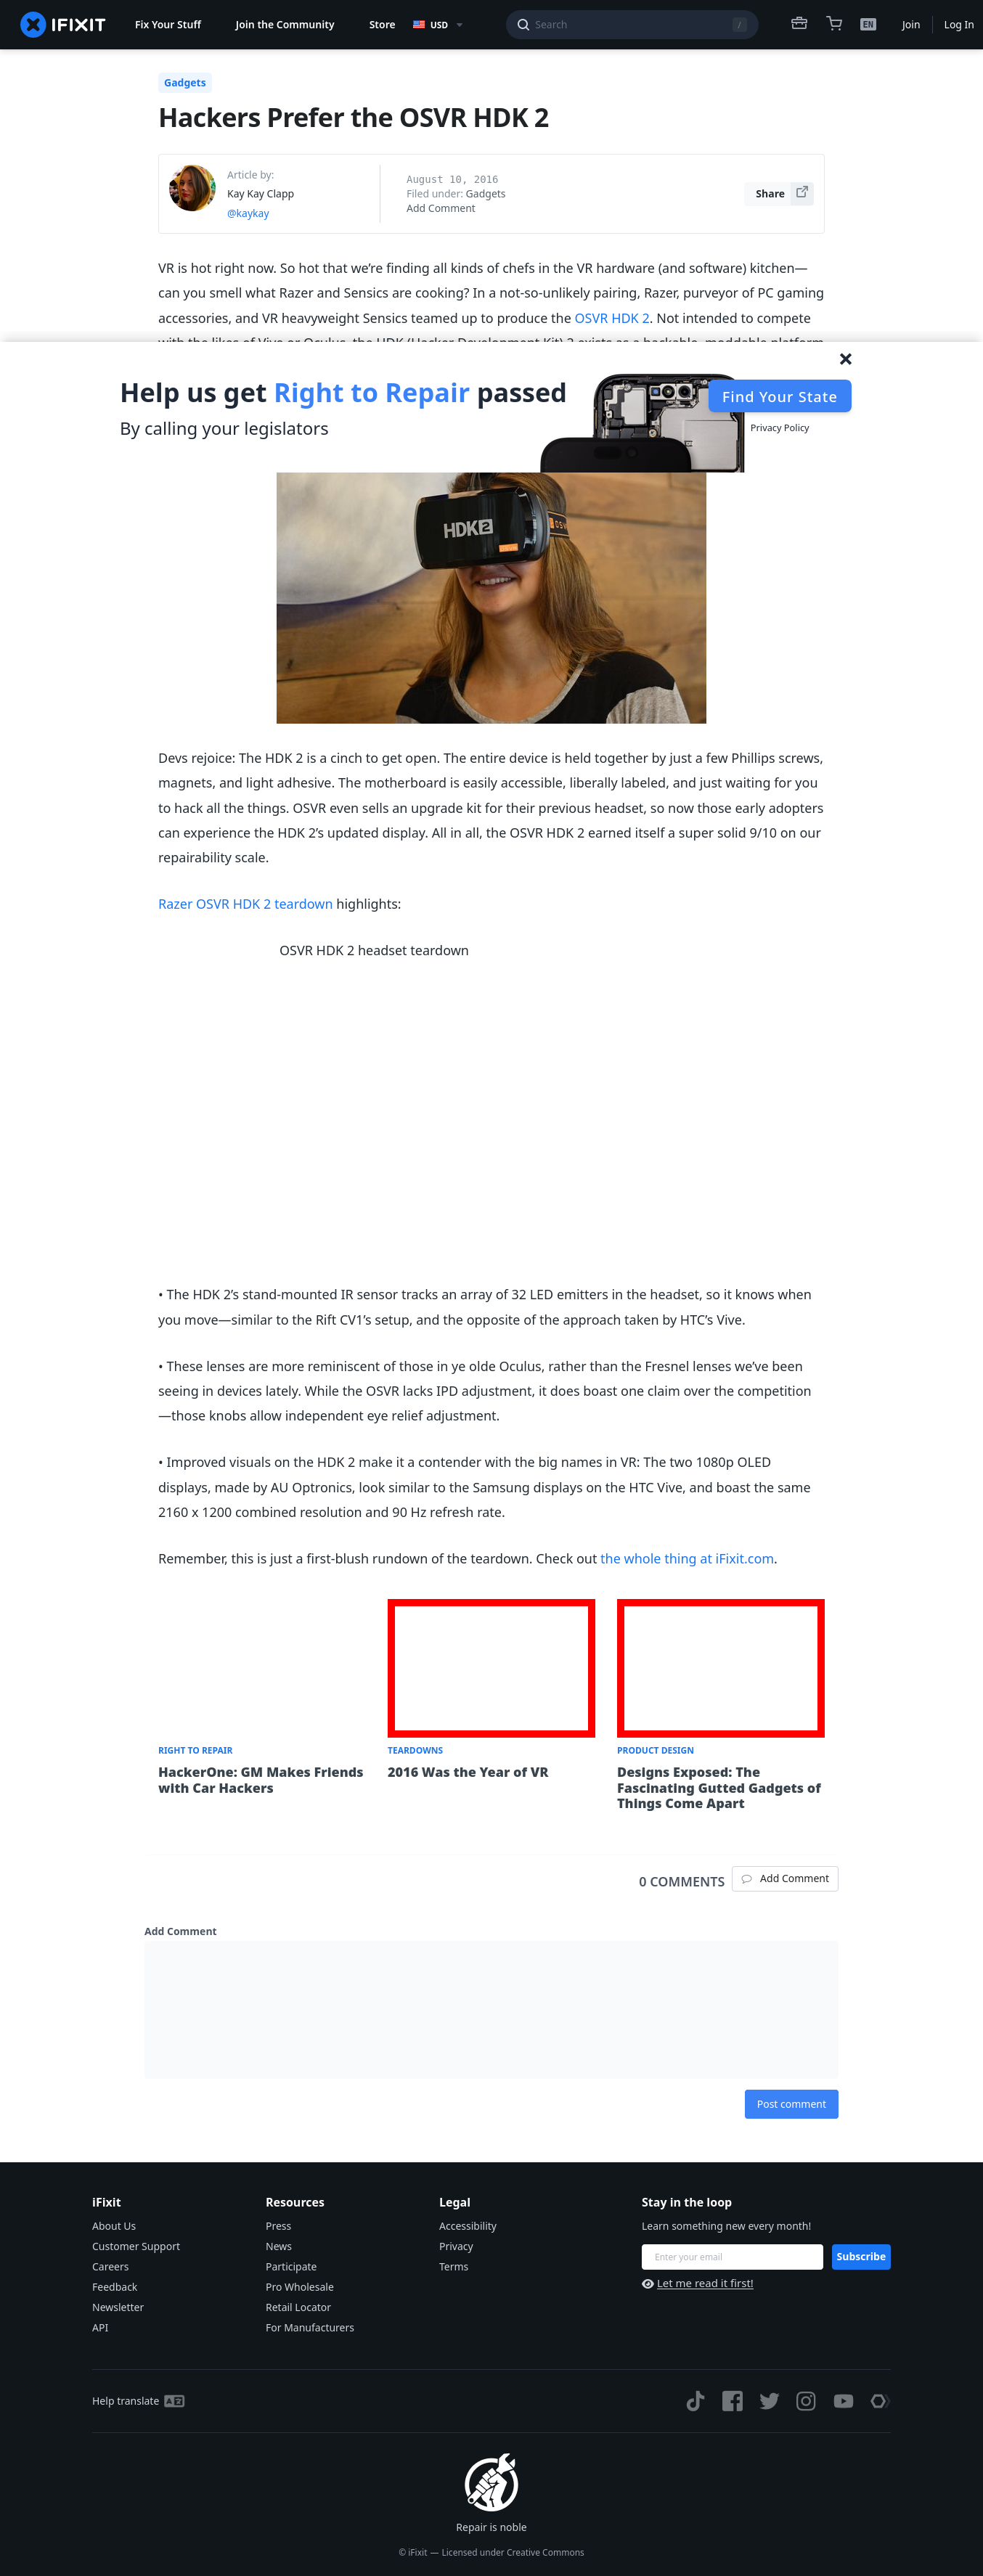 IFIXIT
Fix Your Stuff
Join the Community
Store
USD
Search
/
EN
Join
Log In
Gadgets
Hackers Prefer the OSVR HDK 2
Article by:
Kay Kay Clapp
@kaykay
August 10, 2016
Filed under: Gadgets
Add Comment
Share
VR is hot right now. So hot that we’re finding all kinds of chefs in the VR hardware (and software) kitchen—
can you smell what Razer and Sensics are cooking? In a not-so-unlikely pairing, Razer, purveyor of PC gaming
accessories, and VR heavyweight Sensics teamed up to produce the OSVR HDK 2. Not intended to compete
with the likes of Vive or Oculus, the HDK (Hacker Development Kit) 2 exists as a hackable, moddable platform
Help us get Right to Repair passed
By calling your legislators
Find Your State
Privacy Policy
HDK2
Devs rejoice: The HDK 2 is a cinch to get open. The entire device is held together by just a few Phillips screws,
magnets, and light adhesive. The motherboard is easily accessible, liberally labeled, and just waiting for you
to hack all the things. OSVR even sells an upgrade kit for their previous headset, so now those early adopters
can experience the HDK 2’s updated display. All in all, the OSVR HDK 2 earned itself a super solid 9/10 on our
repairability scale.
Razer OSVR HDK 2 teardown highlights:
OSVR HDK 2 headset teardown
• The HDK 2’s stand-mounted IR sensor tracks an array of 32 LED emitters in the headset, so it knows when
you move—similar to the Rift CV1’s setup, and the opposite of the approach taken by HTC’s Vive.
• These lenses are more reminiscent of those in ye olde Oculus, rather than the Fresnel lenses we’ve been
seeing in devices lately. While the OSVR lacks IPD adjustment, it does boast one claim over the competition
—those knobs allow independent eye relief adjustment.
• Improved visuals on the HDK 2 make it a contender with the big names in VR: The two 1080p OLED
displays, made by AU Optronics, look similar to the Samsung displays on the HTC Vive, and boast the same
2160 x 1200 combined resolution and 90 Hz refresh rate.
Remember, this is just a first-blush rundown of the teardown. Check out the whole thing at iFixit.com.
RIGHT TO REPAIR
HackerOne: GM Makes Friends
with Car Hackers
TEARDOWNS
2016 Was the Year of VR
PRODUCT DESIGN
Designs Exposed: The
Fascinating Gutted Gadgets of
Things Come Apart
0 COMMENTS
Add Comment
Add Comment
Post comment
iFixit
About Us
Customer Support
Careers
Feedback
Newsletter
API
Resources
Press
News
Participate
Pro Wholesale
Retail Locator
For Manufacturers
Legal
Accessibility
Privacy
Terms
Stay in the loop
Learn something new every month!
Enter your email
Subscribe
Let me read it first!
Help translate
Repair is noble
© iFixit — Licensed under Creative Commons